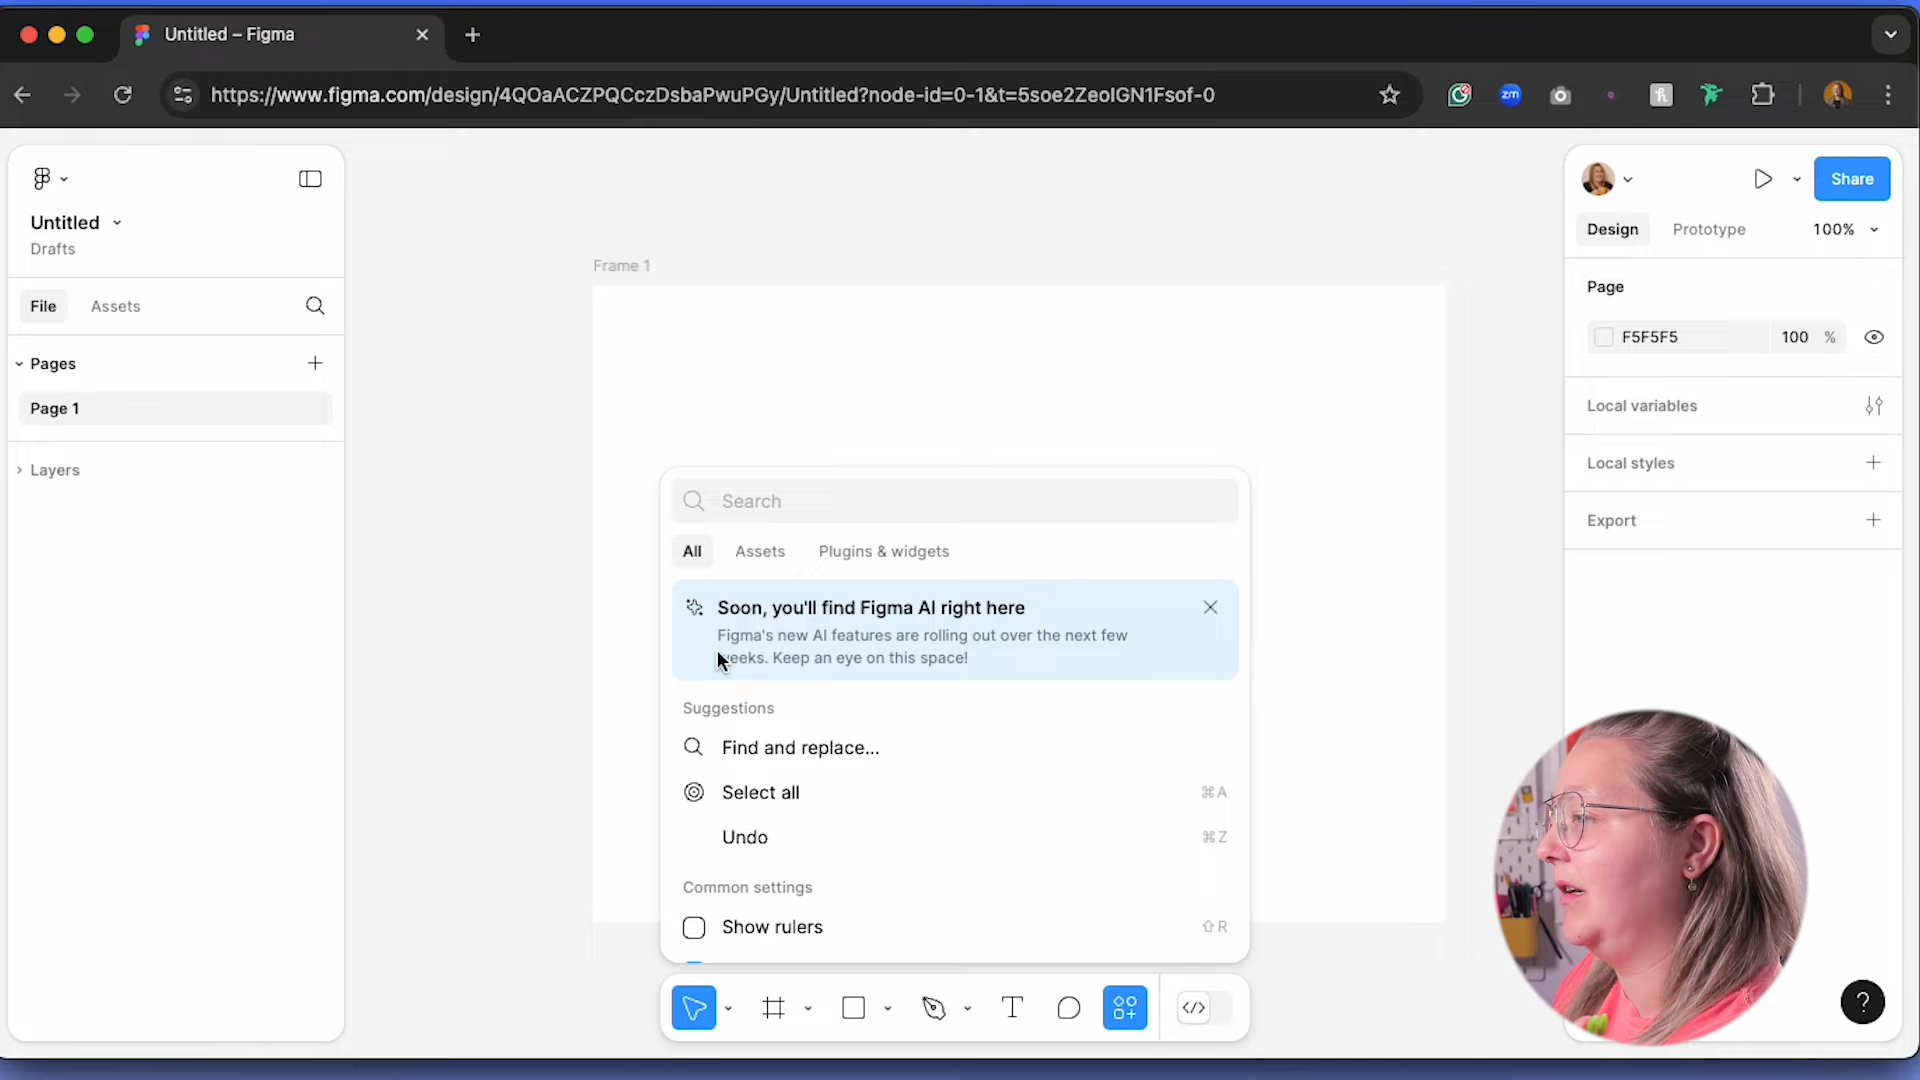 Untitled – Figma
https://www.figma.com/design/4QOaACZPQCczDsbaPwuPGy/Untitled?node-id=0-1&t=5soe2ZeoIGN1Fsof-0
zm
Untitled
Drafts
File
Assets
Pages
Page 1
Layers
Frame 1
Search
All
Assets
Plugins & widgets
Soon, you'll find Figma AI right here
Figma's new AI features are rolling out over the next few
weeks. Keep an eye on this space!
Suggestions
Find and replace...
Select all
⌘A
Undo
⌘Z
Common settings
Show rulers
⇧R
Share
Design
Prototype
100%
Page
F5F5F5
100
%
Local variables
Local styles
Export
?